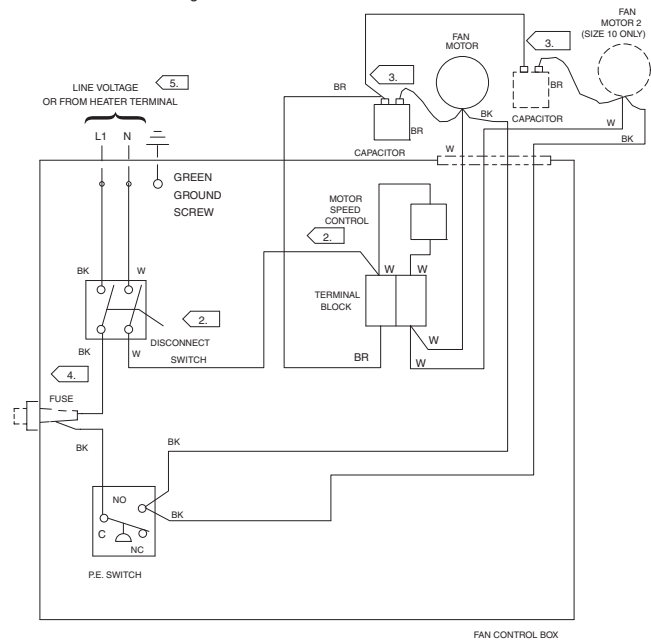 FAN
MOTOR 2
(SIZE 10 ONLY)
FAN
MOTOR
3.
3.
5.
LINE VOLTAGE
OR FROM HEATER TERMINAL
BR
BR
BR
BK
CAPACITOR
W
BK
L1 N
CAPACITOR
W
GREEN
GROUND
SCREW
MOTOR
SPEED
CONTROL
2.
BK
W
W
W
TERMINAL
BLOCK
2.
DISCONNECT
SWITCH
BK
W
BR
W
W
4.
FUSE
BK
BK
NO
BK
C
NC
P.E. SWITCH
FAN CONTROL BOX